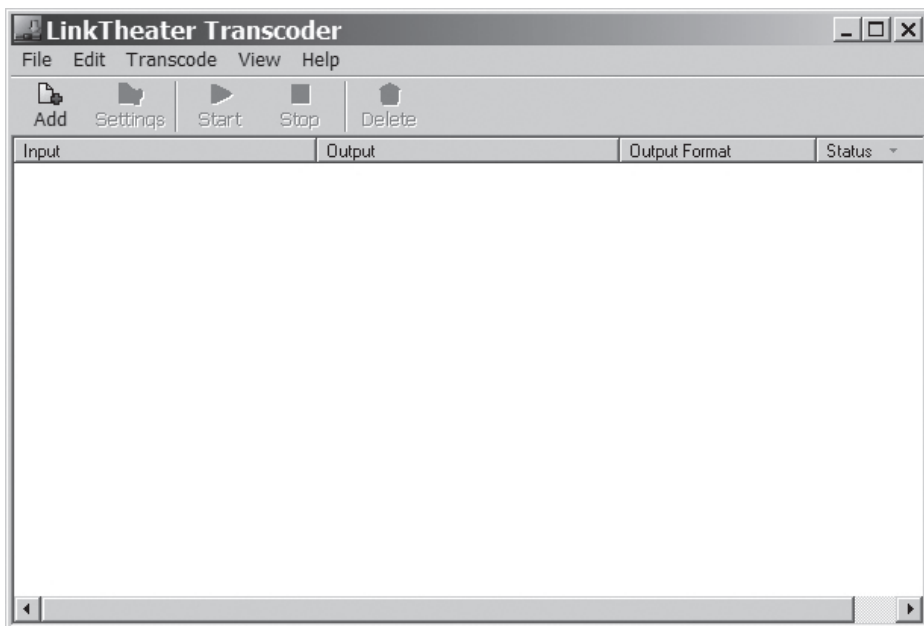 LinkTheater Transcoder
File Edit Transcode View Help
Add Settings Start Stop Delete
Input Output Output Format Status